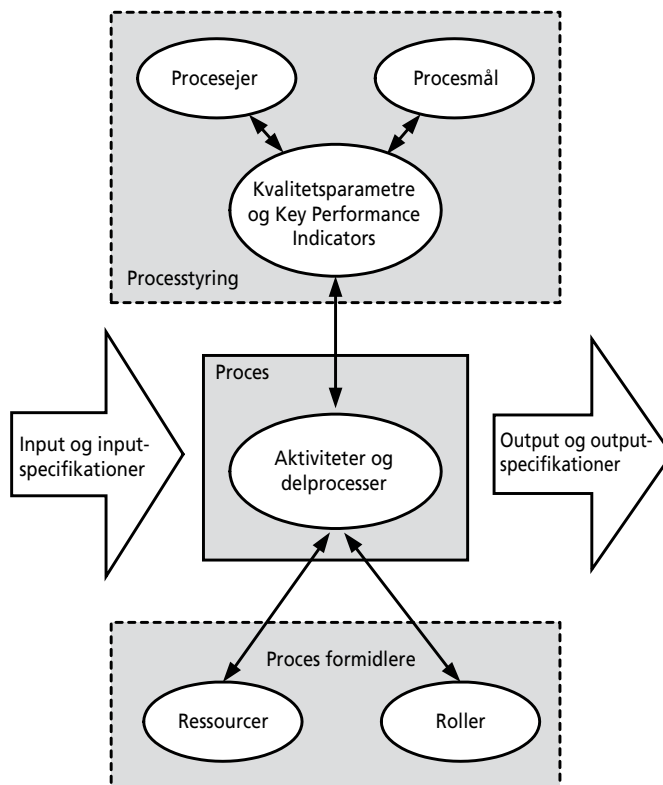 Procesejer
Procesmål
Kvalitetsparametre
og Key Performance
Indicators
Processtyring
Proces
Input og input-
specifikationer
Aktiviteter og
delprocesser
Output og output-
specifikationer
Proces formidlere
Ressourcer
Roller